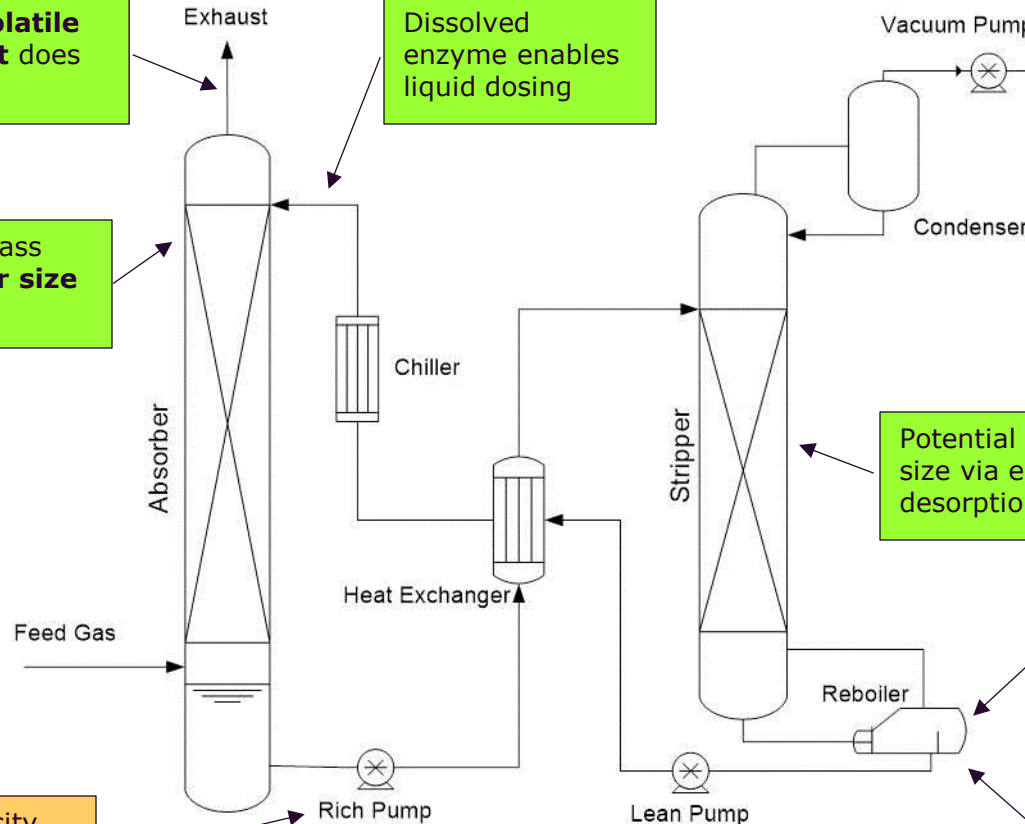 Exhaust
olatile
t does
Dissolved
enzyme enables
liquid dosing
Vacuum Pump
ass
r size
Condenser
Chiller
Absorber
Stripper
Potential
size via e
desorptio
Heat Exchanger
Feed Gas
Reboiler
city
Rich Pump
Lean Pump